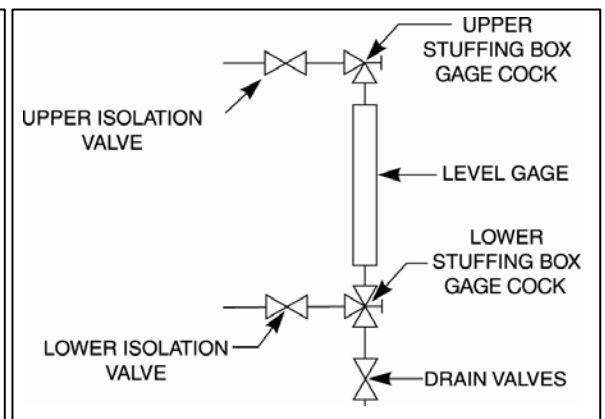 UPPER
STUFFING BOX
GAGE COCK
UPPER ISOLATION
VALVE
LEVEL GAGE
LOWER
STUFFING BOX
GAGE COCK
LOWER ISOLATION
VALVE
DRAIN VALVES